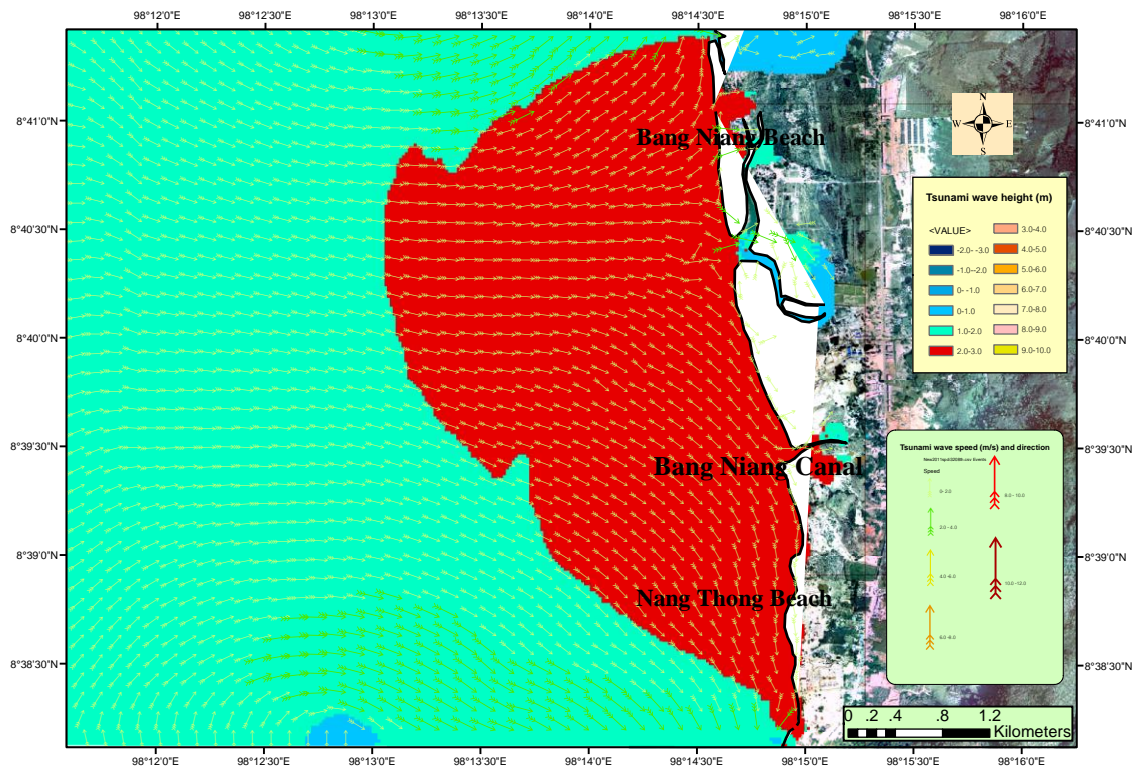 98°12'0"E 98°12'30"E 98°13'0"E 98°13'30"E 98°14'0"E 98°14'30"E 98°15'0"E 98°15'30"E 98°16'0"E
8°41'0"N 8°41'0"N
N
W E
S
Bang Niang Beach
Tsunami wave height (m)
<VALUE>
-2.0- -3.0
-1.0--2.0
0- -1.0
0-1.0
1.0-2.0
2.0-3.0
3.0-4.0
4.0-5.0
5.0-6.0
6.0-7.0
7.0-8.0
8.0-9.0
9.0-10.0
8°40'30"N 8°40'30"N
8°40'0"N 8°40'0"N
8°39'30"N 8°39'30"N
Bang Niang Canal
Tsunami wave speed (m/s) and direction
Speed
0-2.0
2.0-4.0
4.0-6.0
6.0-8.0
8.0-10.0
10.0-12.0
8°39'0"N 8°39'0"N
Nang Thong Beach
8°38'30"N 8°38'30"N
0 .2 .4 .8 1.2
Kilometers
98°12'0"E 98°12'30"E 98°13'0"E 98°13'30"E 98°14'0"E 98°14'30"E 98°15'0"E 98°15'30"E 98°16'0"E